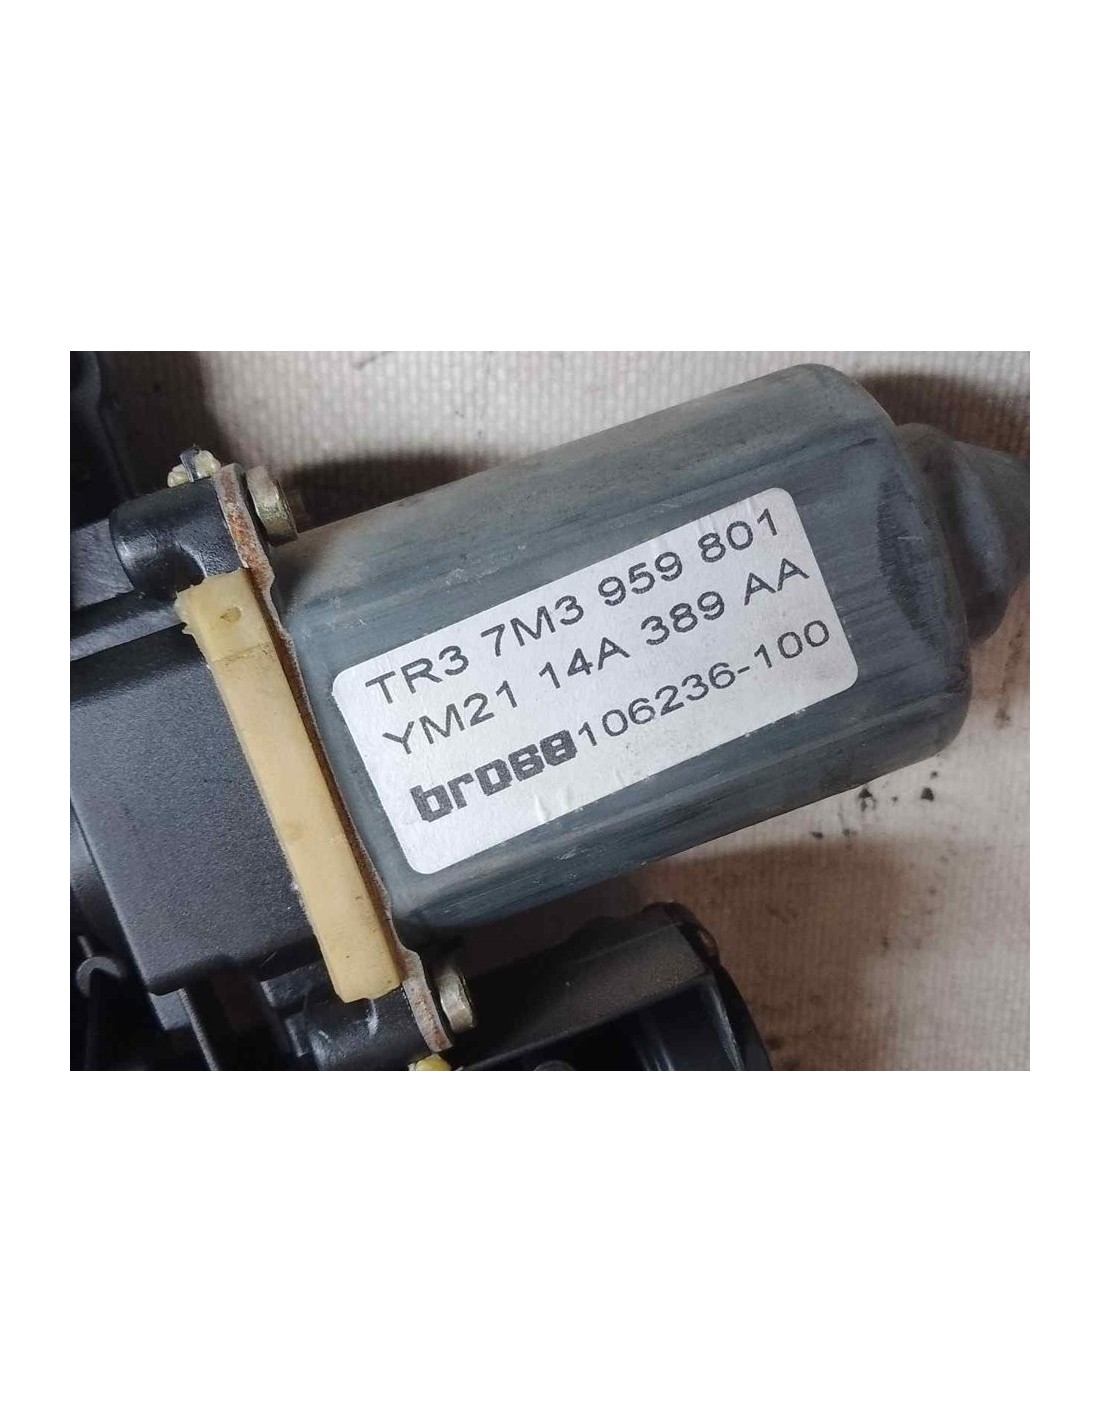 TR3 7M3 959 801
YM21 14A 389 AA
brose 106236-100